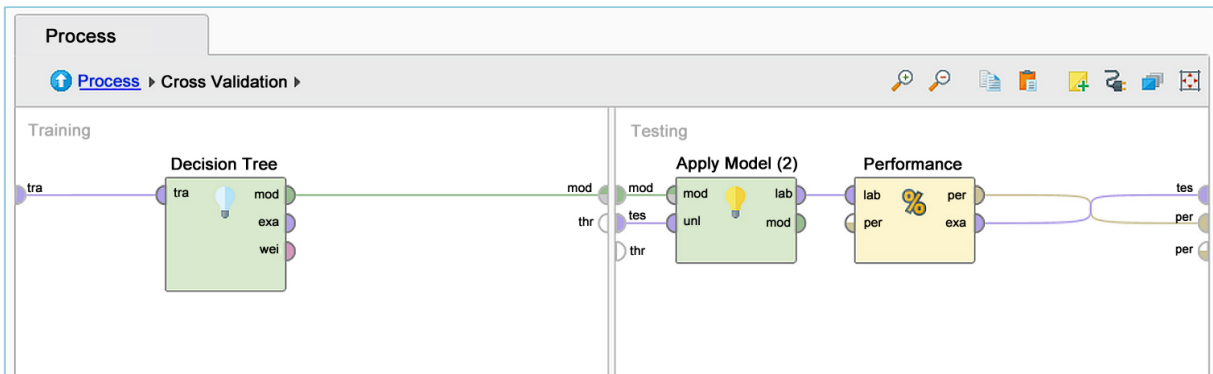 Process
Process Cross Validation
Training
Testing
Decision Tree
Apply Model (2)
Performance
tra
tra
mod
mod
mod
mod
lab
lab
per
tes
exa
thr
tes
unl
mod
per
exa
per
wei
thr
per
%